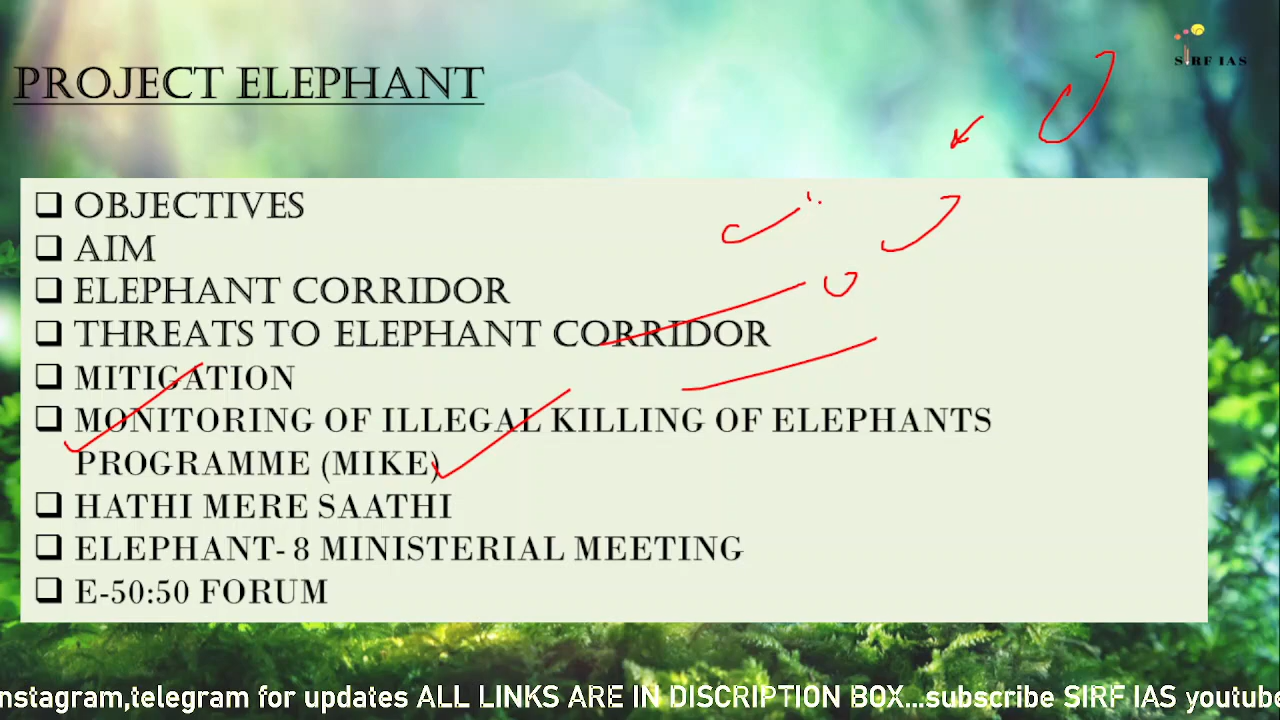 SIRF IAS
PROJECT ELEPHANT
OBJECTIVES
AIM
ELEPHANT CORRIDOR
THREATS TO ELEPHANT CORRIDOR
MITIGATION
MONITORING OF ILLEGAL KILLING OF ELEPHANTS
PROGRAMME (MIKE)
HATHI MERE SAATHI
ELEPHANT- 8 MINISTERIAL MEETING
E-50:50 FORUM
nstagram,telegram for updates ALL LINKS ARE IN DISCRIPTION BOX...subscribe SIRF IAS youtube